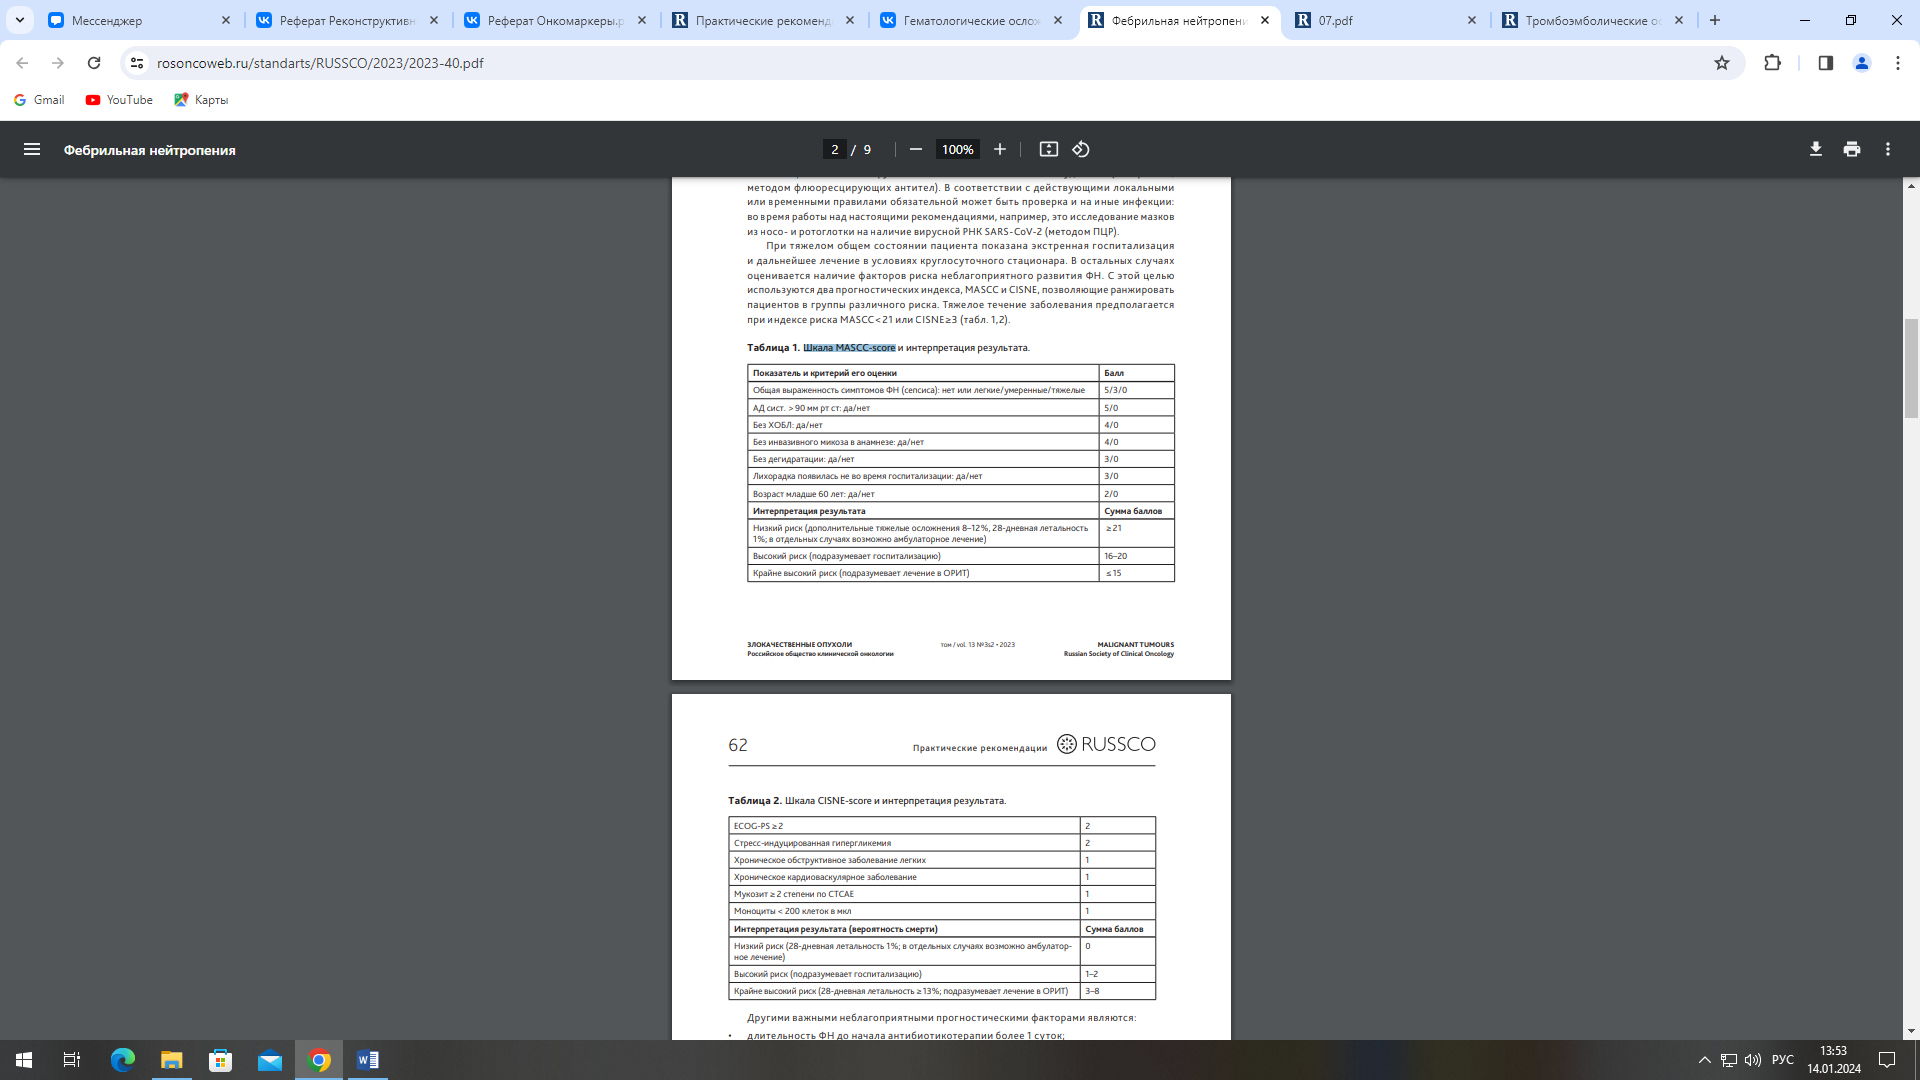 Мессенджер
Реферат Реконструктивн
Реферат Онкомаркеры.p
Практические рекоменд
Гематологические ослож
Фебрильная нейтропени
07.pdf
Тромбоэмболические ос
rosoncoweb.ru/standarts/RUSSCO/2023/2023-40.pdf
Gmail
YouTube
Карты
Фебрильная нейтропения
2 / 9
100%
методом флюоресцирующих антител). В соответствии с действующими локальными
или временными правилами обязательной может быть проверка и на иные инфекции:
во время работы над настоящими рекомендациями, например, это исследование мазков
из носо- и ротоглотки на наличие вирусной РНК SARS-CoV-2 (методом ПЦР).
При тяжелом общем состоянии пациента показана экстренная госпитализация
и дальнейшее лечение в условиях круглосуточного стационара. В остальных случаях
оценивается наличие факторов риска неблагоприятного развития ФН. С этой целью
используются два прогностических индекса, MASCC и CISNE, позволяющие ранжировать
пациентов в группы различного риска. Тяжелое течение заболевания предполагается
при индексе риска MASCC<21 или CISNE≥3 (табл. 1,2).
Таблица 1. Шкала MASCC-score и интерпретация результата.
Показатель и критерий его оценки Балл
Общая выраженность симптомов ФН (сепсиса): нет или легкие/умеренные/тяжелые 5/3/0
АД сист. > 90 мм рт ст: да/нет 5/0
Без ХОБЛ: да/нет 4/0
Без инвазивного микоза в анамнезе: да/нет 4/0
Без дегидратации: да/нет 3/0
Лихорадка появилась не во время госпитализации: да/нет 3/0
Возраст младше 60 лет: да/нет 2/0
Интерпретация результата Сумма баллов
Низкий риск (дополнительные тяжелые осложнения 8–12%, 28-дневная летальность ≥21
1%; в отдельных случаях возможно амбулаторное лечение)
Высокий риск (подразумевает госпитализацию) 16–20
Крайне высокий риск (подразумевает лечение в ОРИТ) ≤15
ЗЛОКАЧЕСТВЕННЫЕ ОПУХОЛИ том / vol. 13 №3s2 • 2023 MALIGNANT TUMOURS
Российское общество клинической онкологии Russian Society of Clinical Oncology
62 Практические рекомендации RUSSCO
Таблица 2. Шкала CISNE-score и интерпретация результата.
ECOG-PS ≥2 2
Стресс-индуцированная гипергликемия 2
Хроническое обструктивное заболевание легких 1
Хроническое кардиоваскулярное заболевание 1
Мукозит ≥2 степени по CTCAE 1
Моноциты < 200 клеток в мкл 1
Интерпретация результата (вероятность смерти) Сумма баллов
Низкий риск (28-дневная летальность 1%; в отдельных случаях возможно амбулатор- 0
ное лечение)
Высокий риск (подразумевает госпитализацию) 1–2
Крайне высокий риск (28-дневная летальность ≥13%; подразумевает лечение в ОРИТ) 3–8
Другими важными неблагоприятными прогностическими факторами являются:
• длительность ФН до начала антибиотикотерапии более 1 суток;
РУС
13:53
14.01.2024